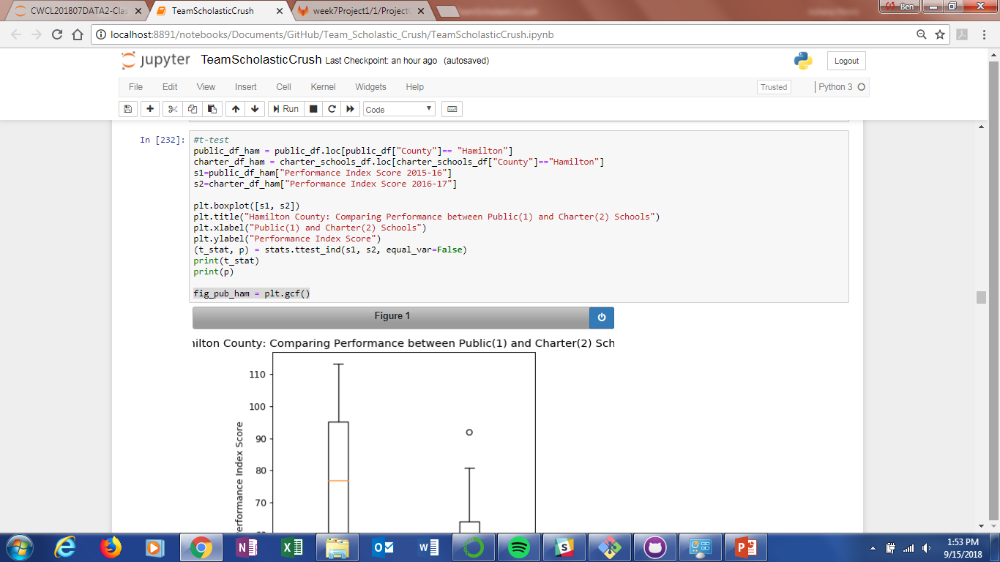 CWCL201807DATA2-Clas
TeamScholasticCrush
week7Project1/1/Project
Ben
localhost:8891/notebooks/Documents/GitHub/Team_Scholastic_Crush/TeamScholasticCrush.ipynb
jupyter TeamScholasticCrush Last Checkpoint: an hour ago (autosaved)
Logout
File Edit View Insert Cell Kernel Widgets Help
Trusted
Python 3
Run
Code
In [232]:
#t-test
public_df_ham = public_df.loc[public_df["County"]== "Hamilton"]
charter_df_ham = charter_schools_df.loc[charter_schools_df["County"]=="Hamilton"]
s1=public_df_ham["Performance Index Score 2015-16"]
s2=charter_df_ham["Performance Index Score 2016-17"]
plt.boxplot([s1, s2])
plt.title("Hamilton County: Comparing Performance between Public(1) and Charter(2) Schools")
plt.xlabel("Public(1) and Charter(2) Schools")
plt.ylabel("Performance Index Score")
(t_stat, p) = stats.ttest_ind(s1, s2, equal_var=False)
print(t_stat)
print(p)
fig_pub_ham = plt.gcf()
Figure 1
ilton County: Comparing Performance between Public(1) and Charter(2) Sch
110
100
90
80
70
erformance Index Score
1:53 PM
9/15/2018